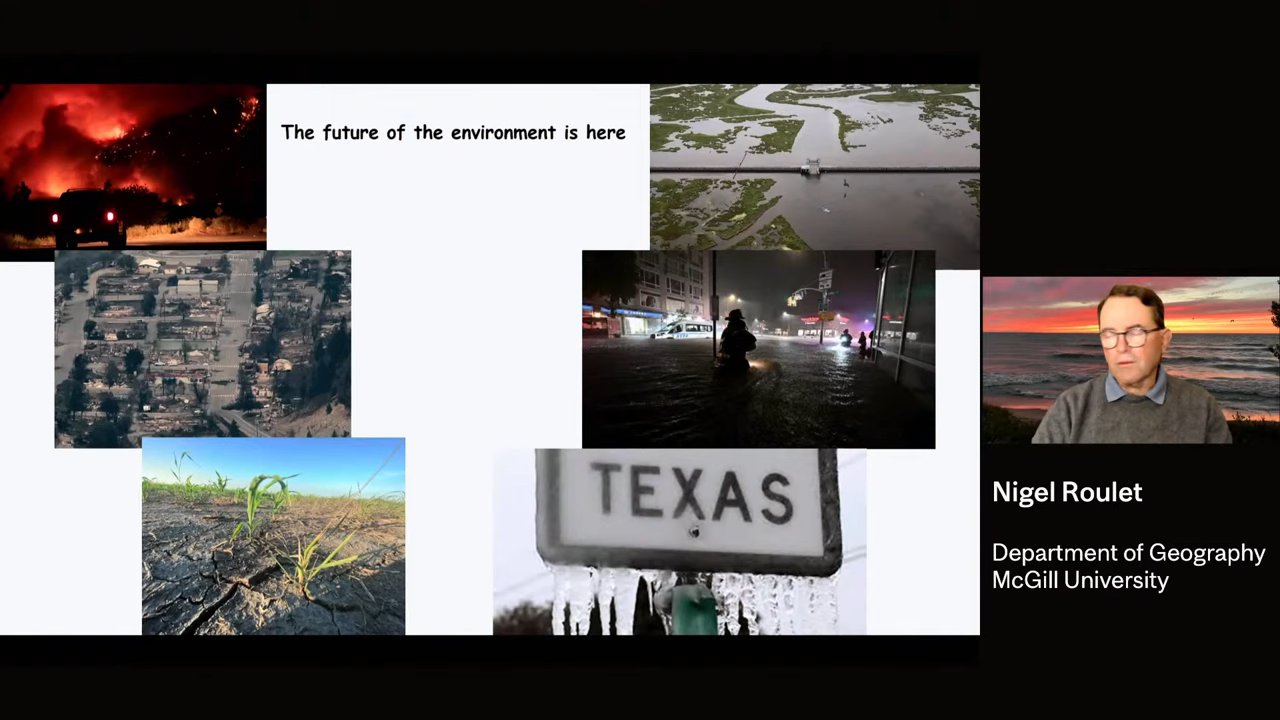 The future of the environment is here
TEXAS
Nigel Roulet
Department of Geography
McGill University